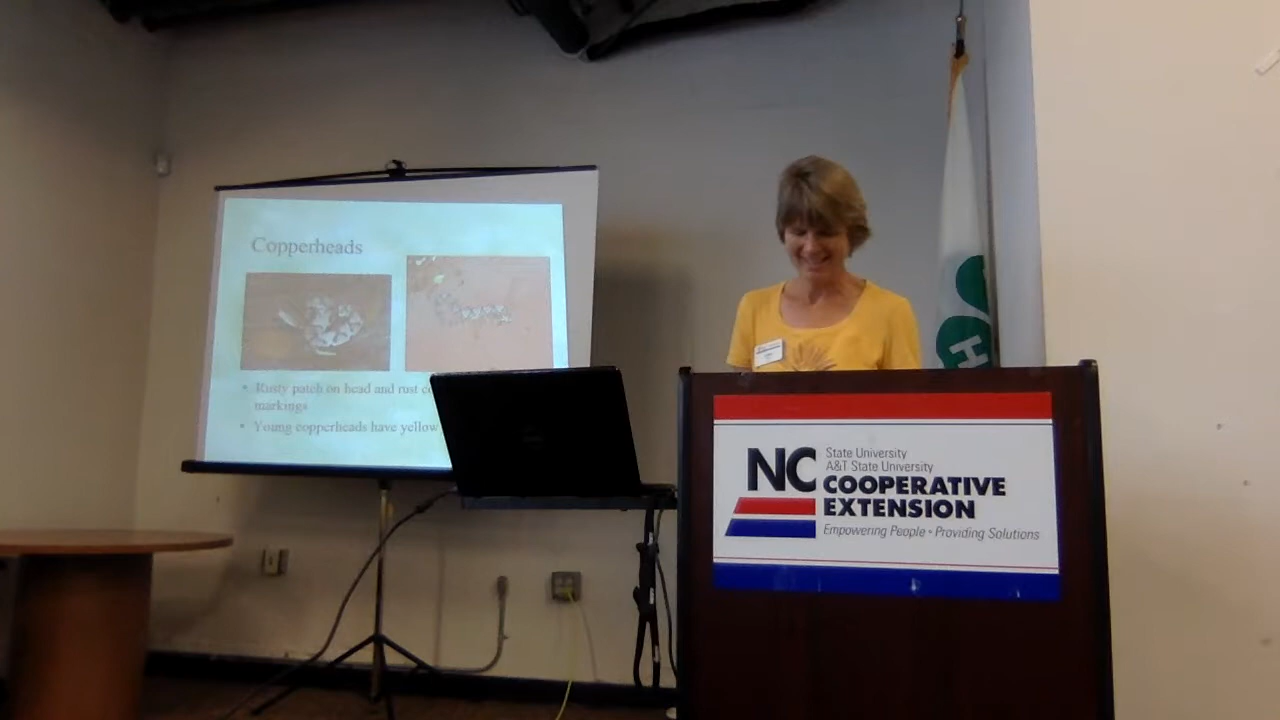 Copperheads
• Rusty patch on head and rust
markings
• Young copperheads have yellow
H
NC
State University
A&T State University
COOPERATIVE
EXTENSION
Empowering People • Providing Solutions